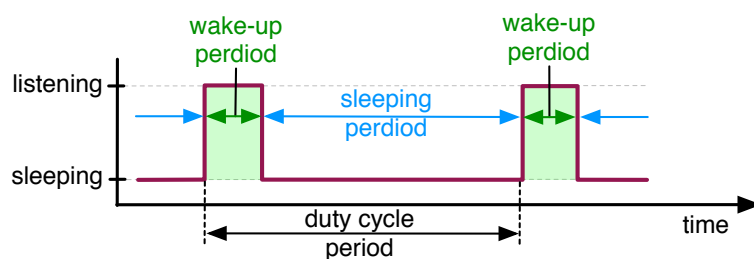 wake-up
perdiod
wake-up
perdiod
listening
sleeping
perdiod
sleeping
duty cycle
period
time